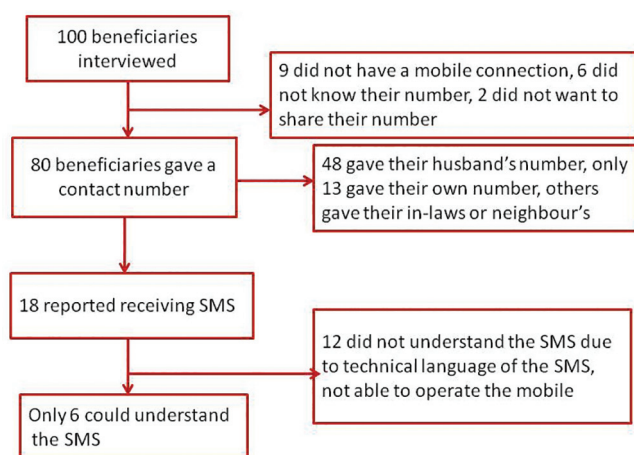 100 beneficiaries
interviewed
9 did not have a mobile connection, 6 did
not know their number, 2 did not want to
share their number
80 beneficiaries gave a
contact number
48 gave their husband's number, only
13 gave their own number, others
gave their in-laws or neighbour's
18 reported receiving SMS
12 did not understand the SMS due
to technical language of the SMS,
not able to operate the mobile
Only 6 could understand
the SMS